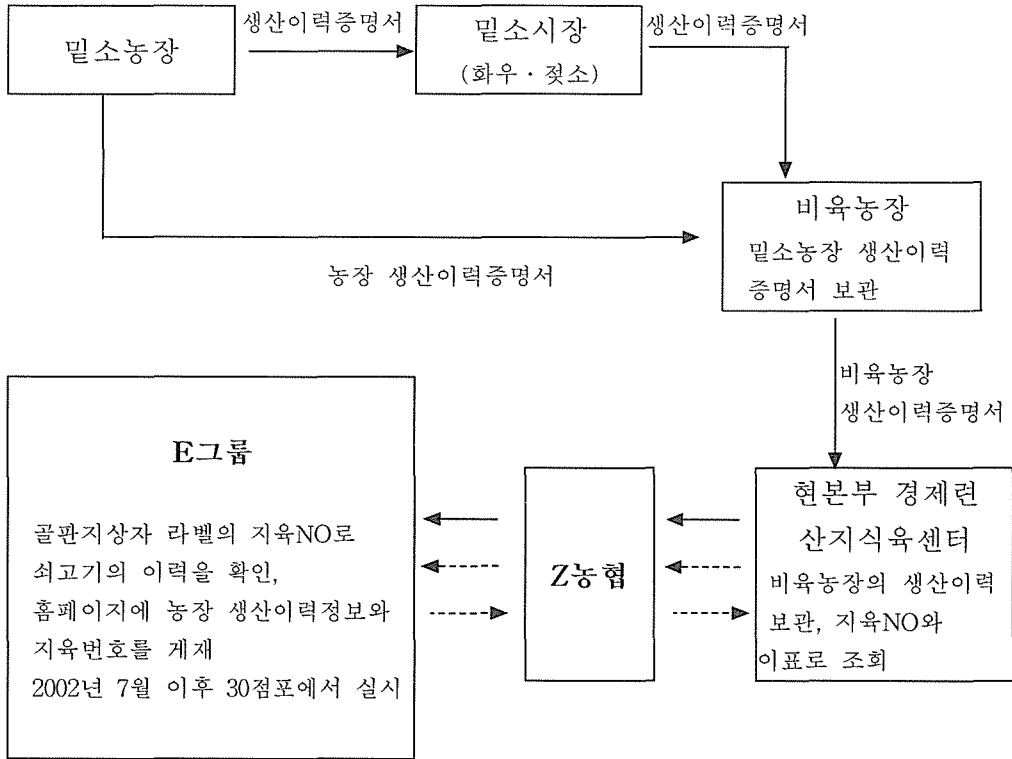 생산이력증명서
생산이력증명서
밑소농장
밑소시장
(화우·젖소)
비육농장
밑소농장 생산이력
증명서 보관
농장 생산이력증명서
비육농장
생산이력증명서
E그룹
골판지상자 라벨의 지육NO로
쇠고기의 이력을 확인,
홈페이지에 농장 생산이력정보와
지육번호를 게재
2002년 7월 이후 30점포에서 실시
Z농협
현본부 경제련
산지식육센터
비육농장의 생산이력
보관, 지육NO와
이표로 조회